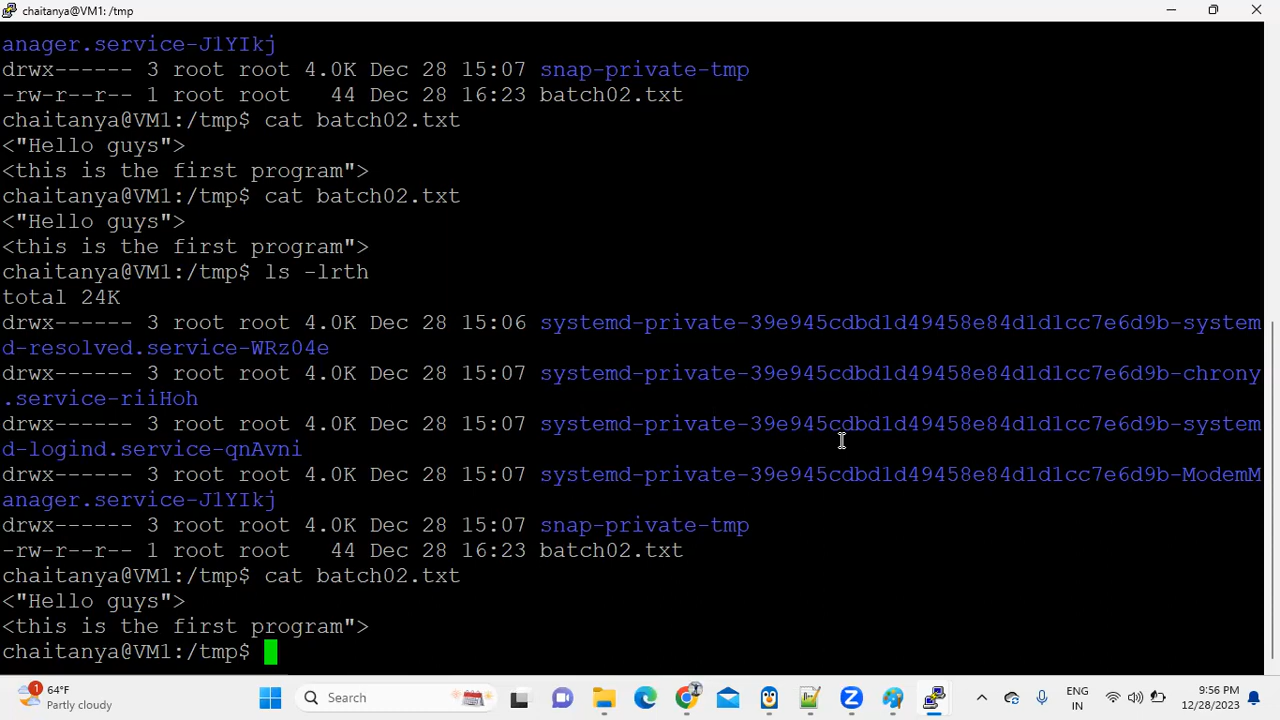 chaitanya@VM1: /tmp
anager.service-J1YIkj
drwx------ 3 root root 4.0K Dec 28 15:07 snap-private-tmp
-rw-r--r-- 1 root root   44 Dec 28 16:23 batch02.txt
chaitanya@VM1:/tmp$ cat batch02.txt
<"Hello guys">
<this is the first program">
chaitanya@VM1:/tmp$ cat batch02.txt
<"Hello guys">
<this is the first program">
chaitanya@VM1:/tmp$ ls -lrth
total 24K
drwx------ 3 root root 4.0K Dec 28 15:06 systemd-private-39e945cdbd1d49458e84d1d1cc7e6d9b-system
d-resolved.service-WRz04e
drwx------ 3 root root 4.0K Dec 28 15:07 systemd-private-39e945cdbd1d49458e84d1d1cc7e6d9b-chrony
.service-riiHoh
drwx------ 3 root root 4.0K Dec 28 15:07 systemd-private-39e945cdbd1d49458e84d1d1cc7e6d9b-system
d-logind.service-qnAvni
drwx------ 3 root root 4.0K Dec 28 15:07 systemd-private-39e945cdbd1d49458e84d1d1cc7e6d9b-ModemM
anager.service-J1YIkj
drwx------ 3 root root 4.0K Dec 28 15:07 snap-private-tmp
-rw-r--r-- 1 root root   44 Dec 28 16:23 batch02.txt
chaitanya@VM1:/tmp$ cat batch02.txt
<"Hello guys">
<this is the first program">
chaitanya@VM1:/tmp$
1
64°F
Partly cloudy
Search
ENG
IN
9:56 PM
12/28/2023